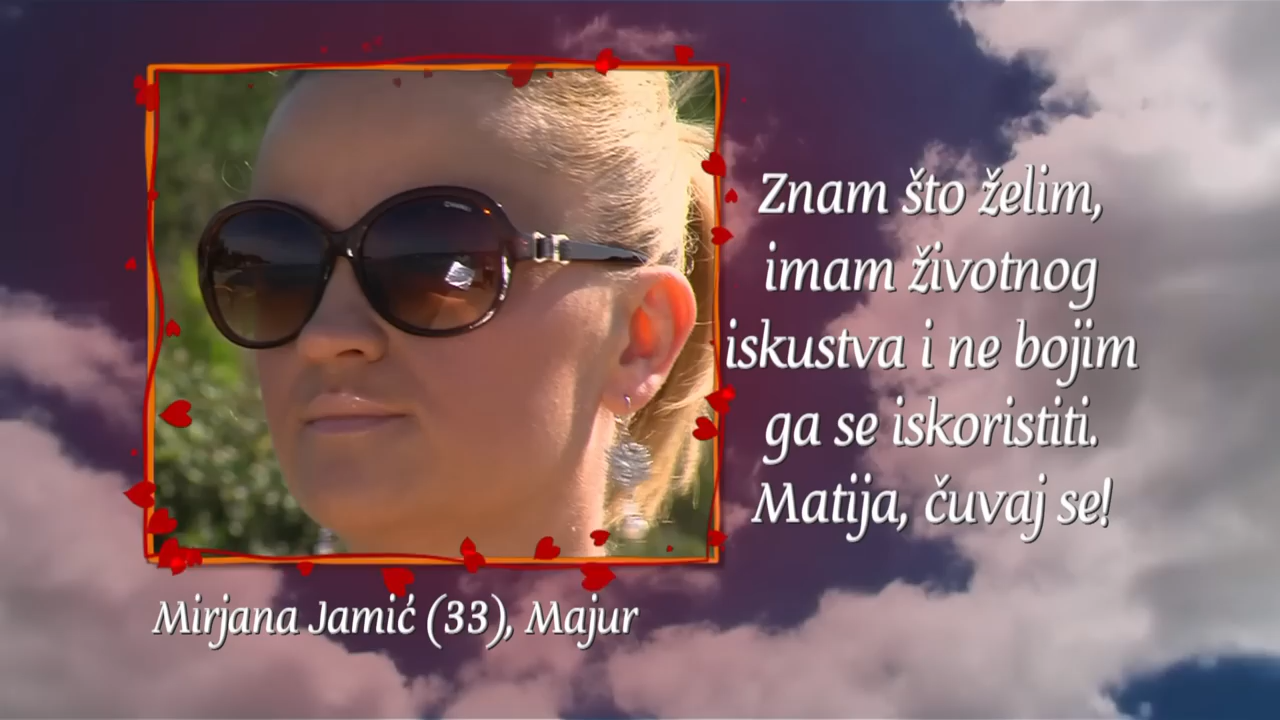 Znam što želim,
imam životnog
iskustva i ne bojim
ga se iskoristiti.
Matija, čuvaj se!
Mirjana Jamić (33), Majur